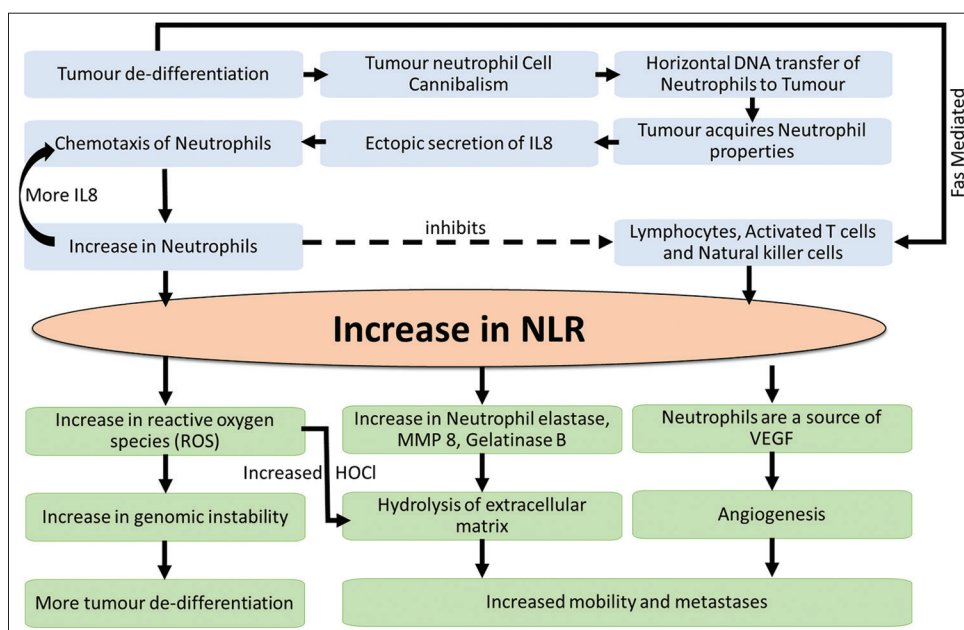 Tumour de-differentiation
Tumour neutrophil Cell
Cannibalism
Horizontal DNA transfer of
Neutrophils to Tumour
Chemotaxis of Neutrophils
Ectopic secretion of IL8
Tumour acquires Neutrophil
properties
Fas Mediated
More IL8
Increase in Neutrophils
inhibits
Lymphocytes, Activated T cells
and Natural killer cells
Increase in NLR
Increase in reactive oxygen
species (ROS)
Increase in Neutrophil elastase,
MMP 8, Gelatinase B
Neutrophils are a source of
VEGF
Increased HOCl
Increase in genomic instability
Hydrolysis of extracellular
matrix
Angiogenesis
More tumour de-differentiation
Increased mobility and metastases